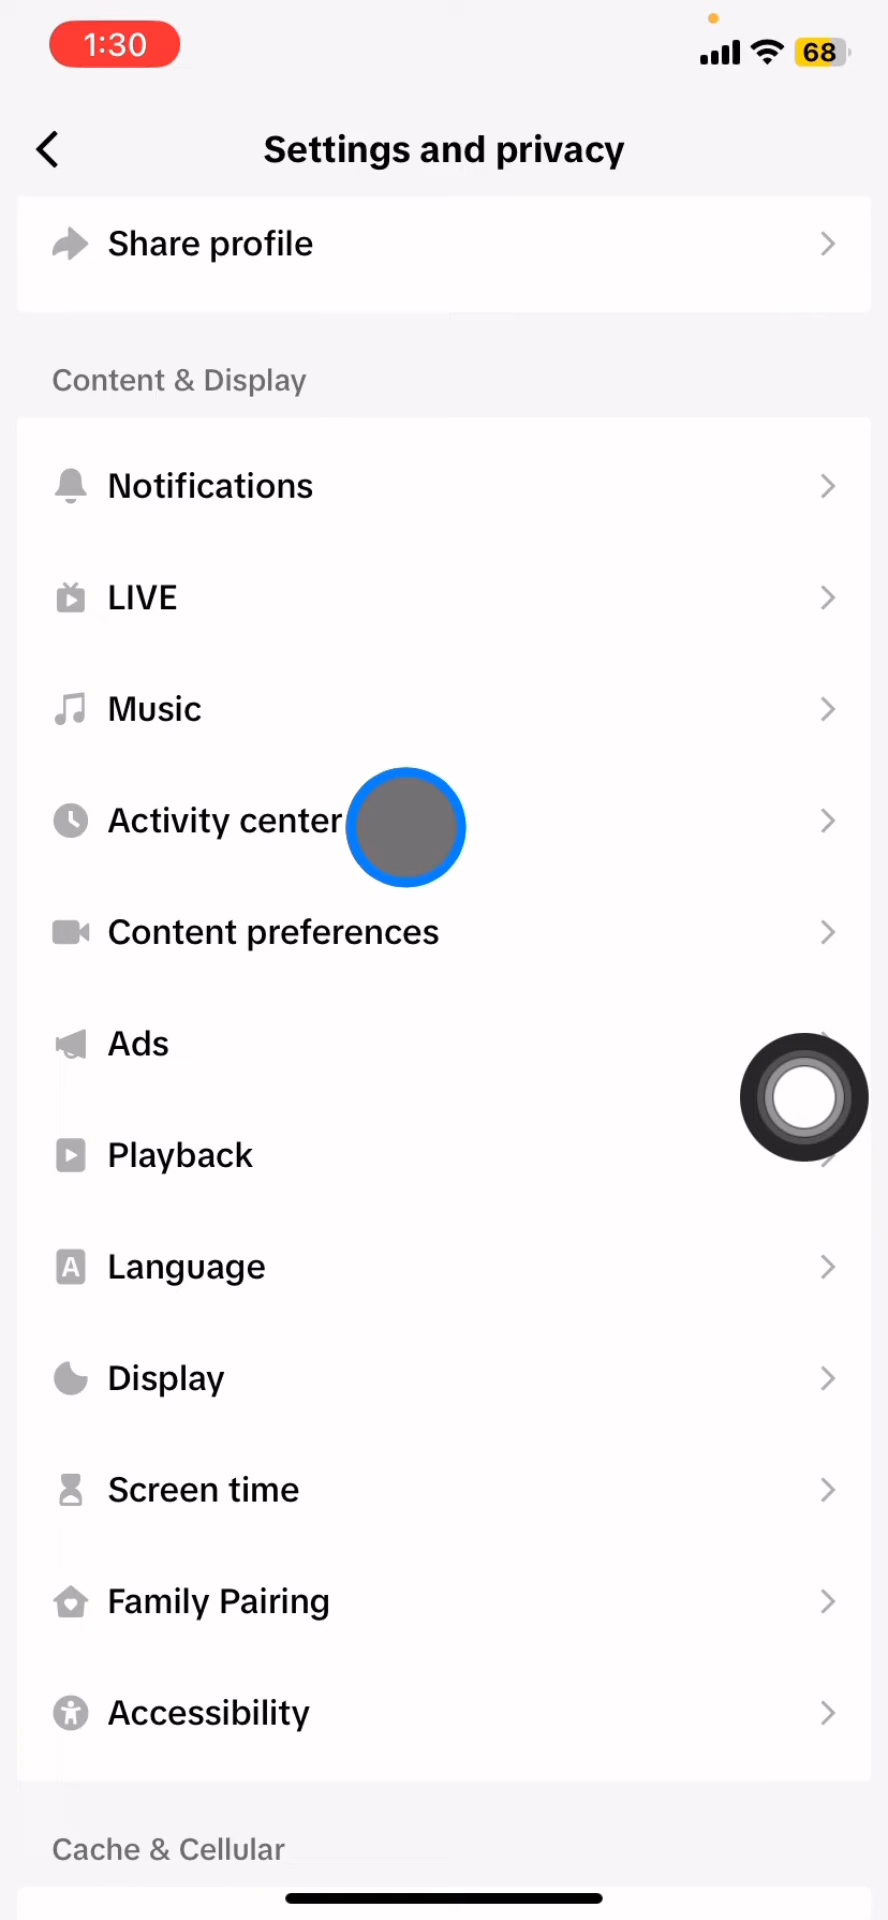 1:30
68
Settings and privacy
Share profile
Content & Display
Notifications
LIVE
Music
Activity center
Content preferences
Ads
Playback
A Language
Display
Screen time
Family Pairing
Accessibility
Cache & Cellular